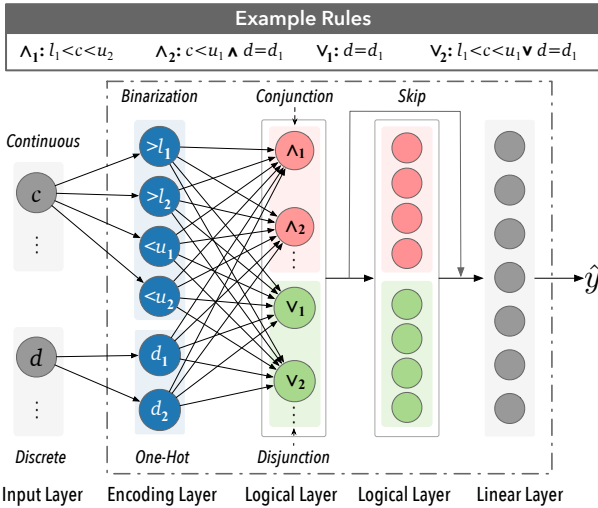 Example Rules
∧₁: l₁<c<u₂ ∧₂: c<u₁ ∧ d=d₁ ∨₁: d=d₁ ∨₂: l₁<c<u₁ ∨ d=d₁
Binarization Conjunction Skip
Continuous
>l₁ ∧₁
c >l₂
⋮ <u₁ ∧₂
<u₂ ⋮
ŷ
∨₁
d d₁
⋮ d₂ ∨₂
⋮
Discrete One-Hot Disjunction
Input Layer Encoding Layer Logical Layer Logical Layer Linear Layer